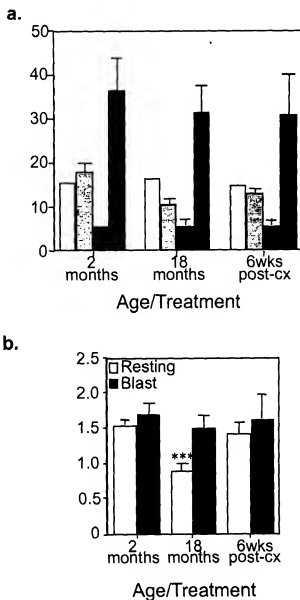 a.
50
40
30
20
10
0
2 months
18 months
6wks post-cx
Age/Treatment
b.
2.5
2.0
1.5
1.0
0.5
0
Resting
Blast
***
2 months
18 months
6wks post-cx
Age/Treatment